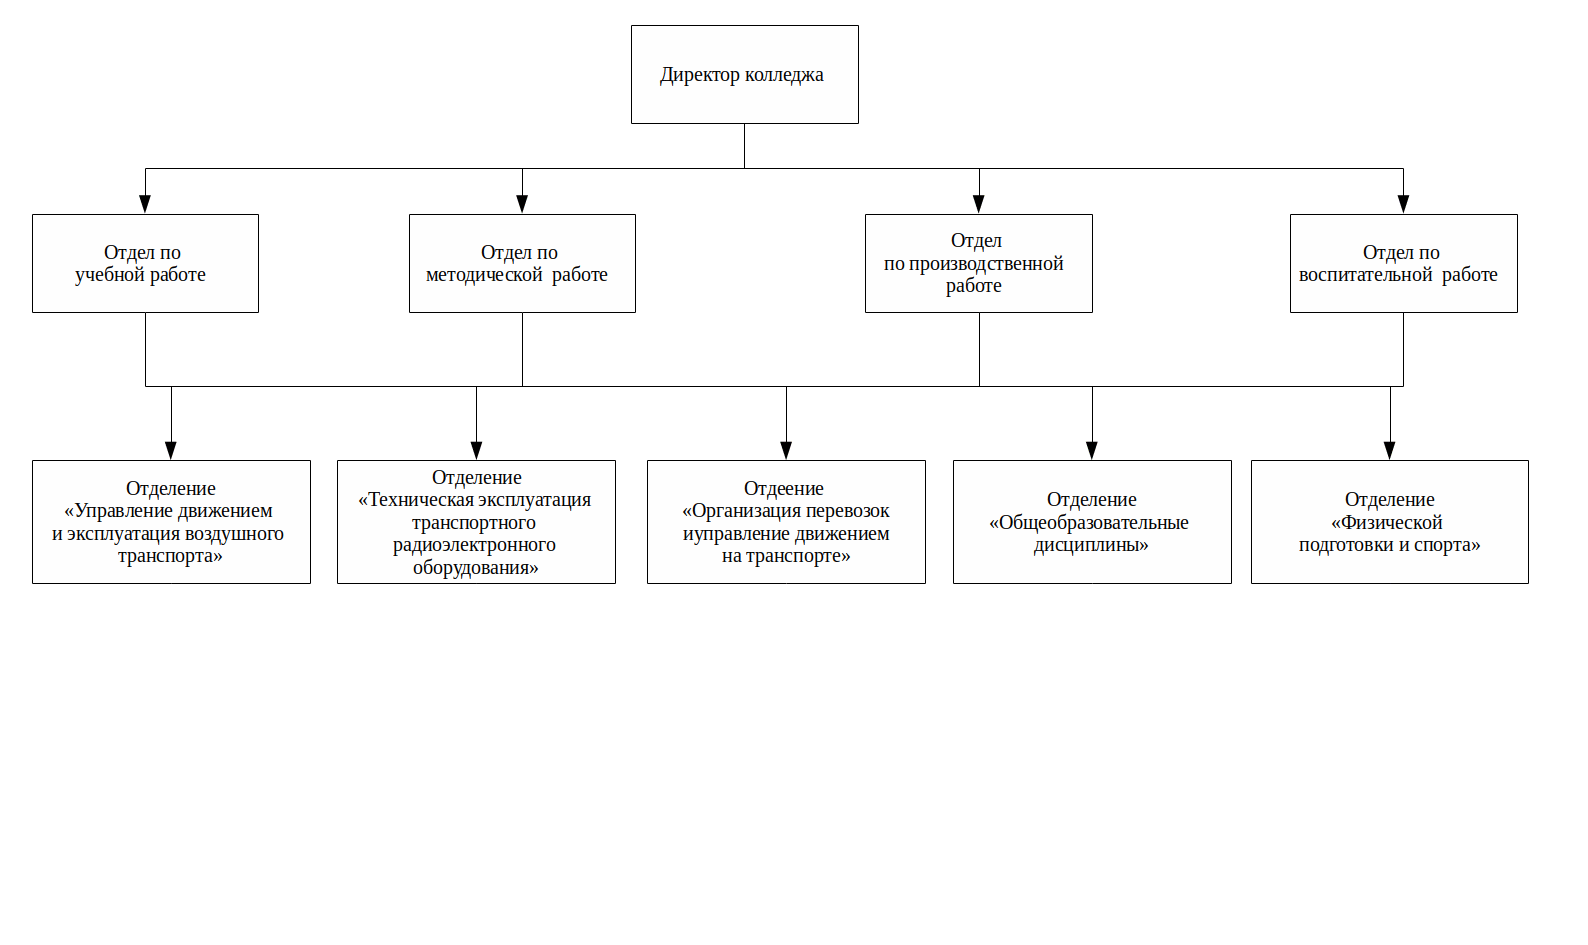 Директор колледжа
Отдел по
учебной работе
Отдел по
методической  работе
Отдел
по производственной
работе
Отдел по
воспитательной  работе
Отделение
«Управление движением
и эксплуатация воздушного
транспорта»
Отделение
«Техническая эксплуатация
транспортного
радиоэлектронного
оборудования»
Отдеение
«Организация перевозок
иуправление движением
на транспорте»
Отделение
«Общеобразовательные
дисциплины»
Отделение
«Физической
подготовки и спорта»